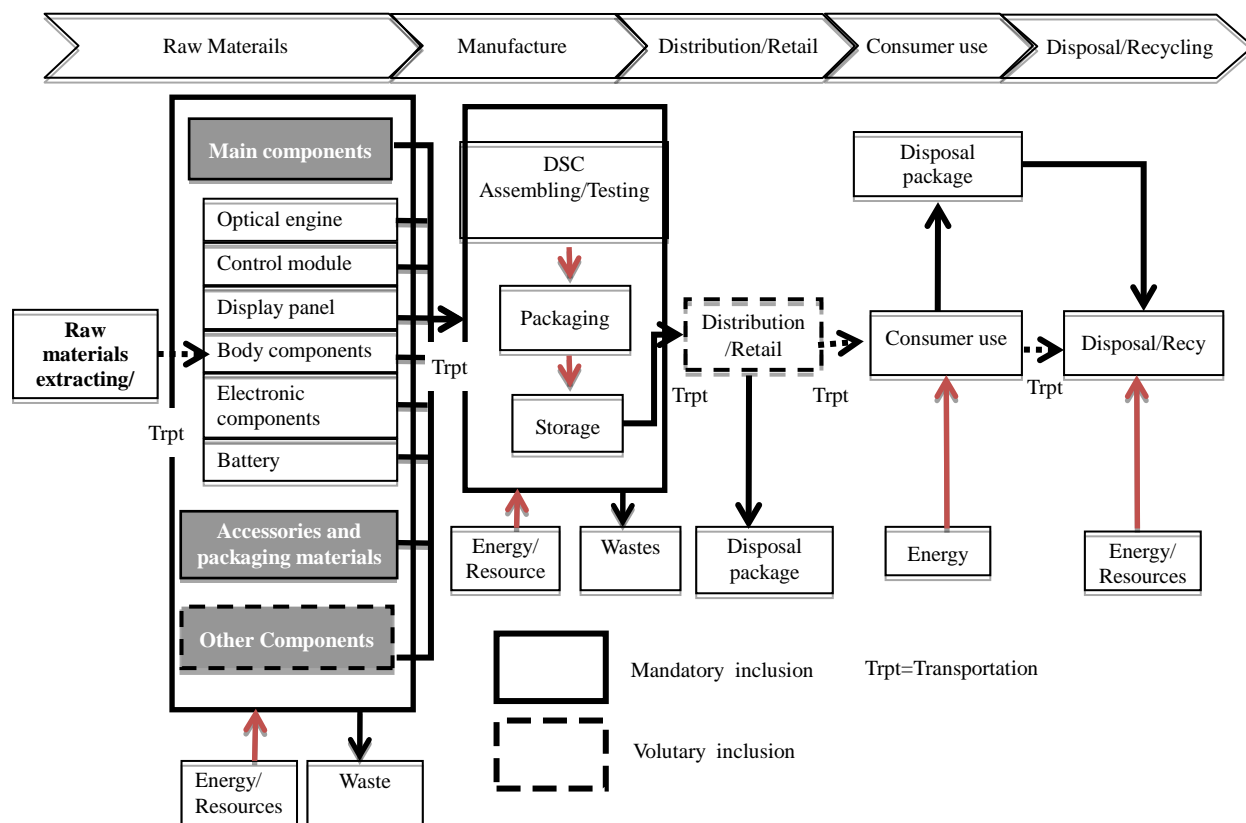 Raw Materails
Manufacture
Distribution/Retail
Consumer use
Disposal/Recycling
Main components
Optical engine
Control module
Display panel
Body components
Electronic
components
Battery
Accessories and
packaging materials
Other Components
Raw
materials
extracting/
Trpt
Energy/
Resources
Waste
Trpt
DSC
Assembling/Testing
Packaging
Storage
Energy/
Resource
Wastes
Trpt
Distribution
/Retail
Disposal
package
Trpt
Disposal
package
Consumer use
Energy
Trpt
Disposal/Recy
Energy/
Resources
Mandatory inclusion
Trpt=Transportation
Volutary inclusion